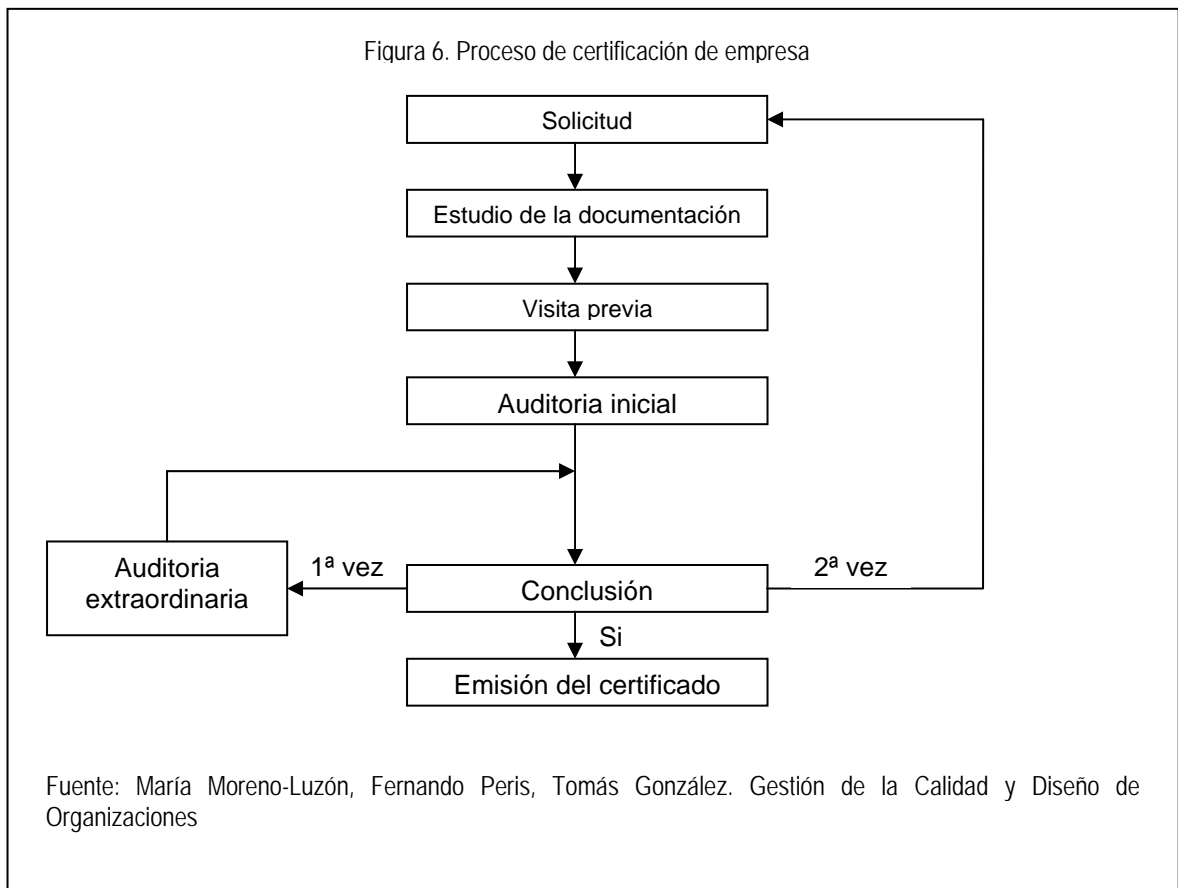 Figura 6. Proceso de certificación de empresa
Solicitud
Estudio de la documentación
Visita previa
Auditoria inicial
Auditoria
extraordinaria
1ª vez
Conclusión
2ª vez
Si
Emisión del certificado
Fuente: María Moreno-Luzón, Fernando Peris, Tomás González. Gestión de la Calidad y Diseño de
Organizaciones